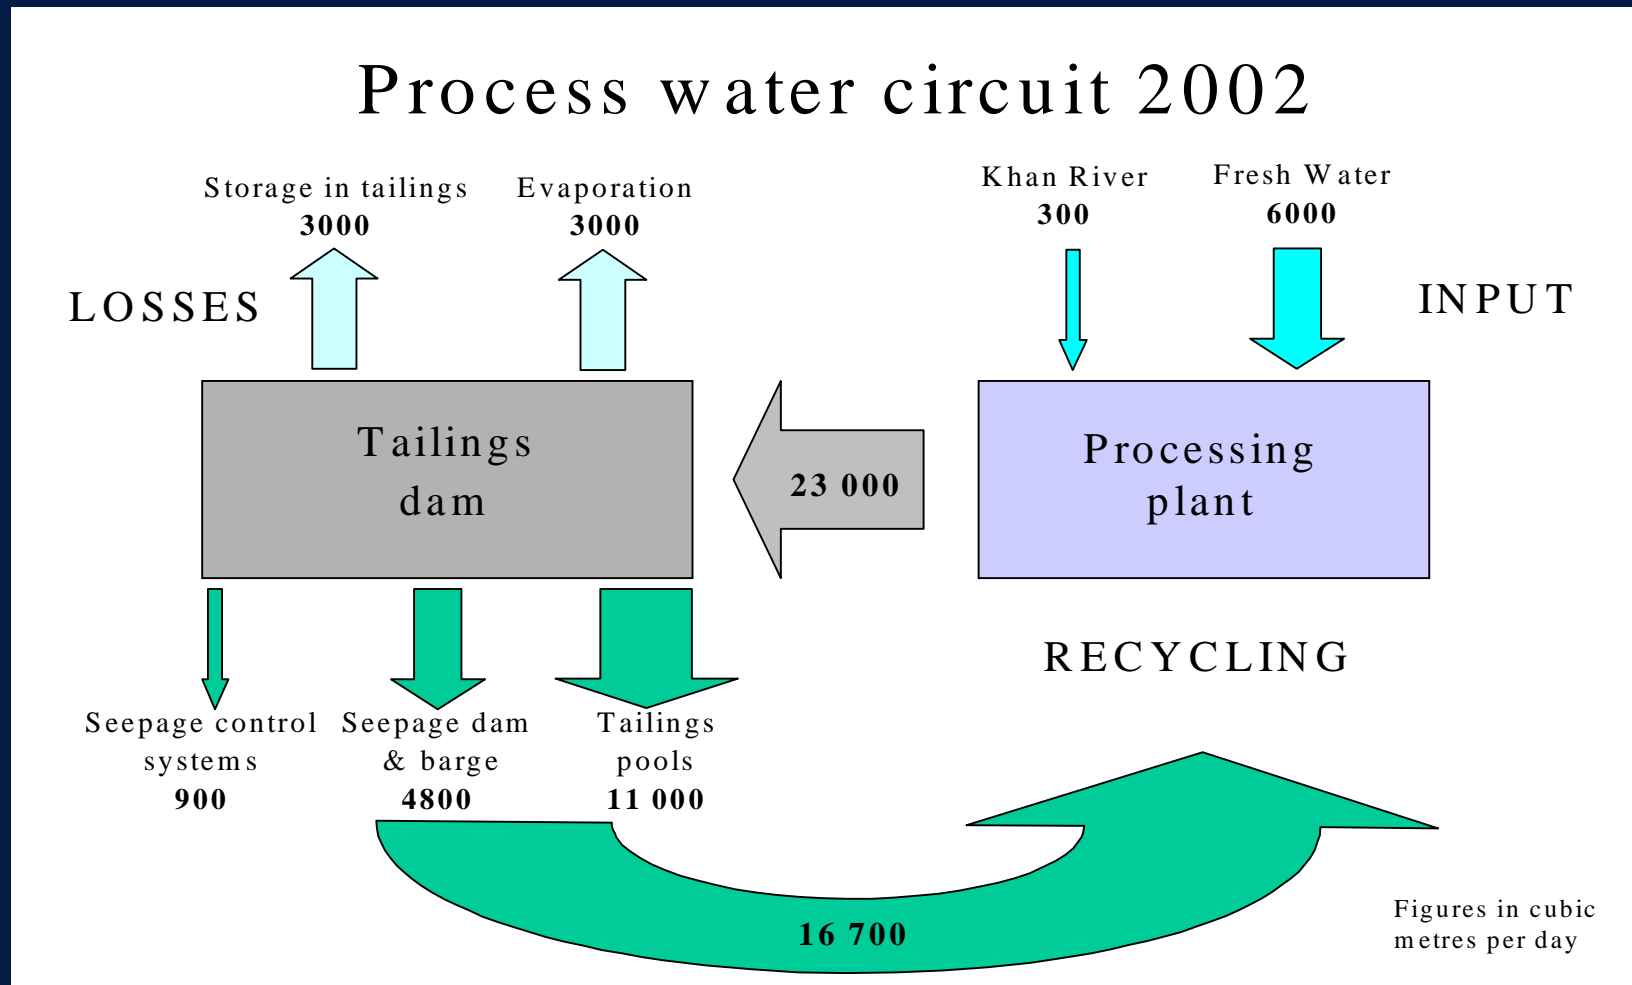 Process water circuit 2002
Storage in tailings
3000
Evaporation
3000
Khan River
300
Fresh Water
6000
LOSSES
INPUT
Tailings
dam
23 000
Processing
plant
RECYCLING
Seepage control
systems
900
Seepage dam
& barge
4800
Tailings
pools
11 000
16 700
Figures in cubic
metres per day